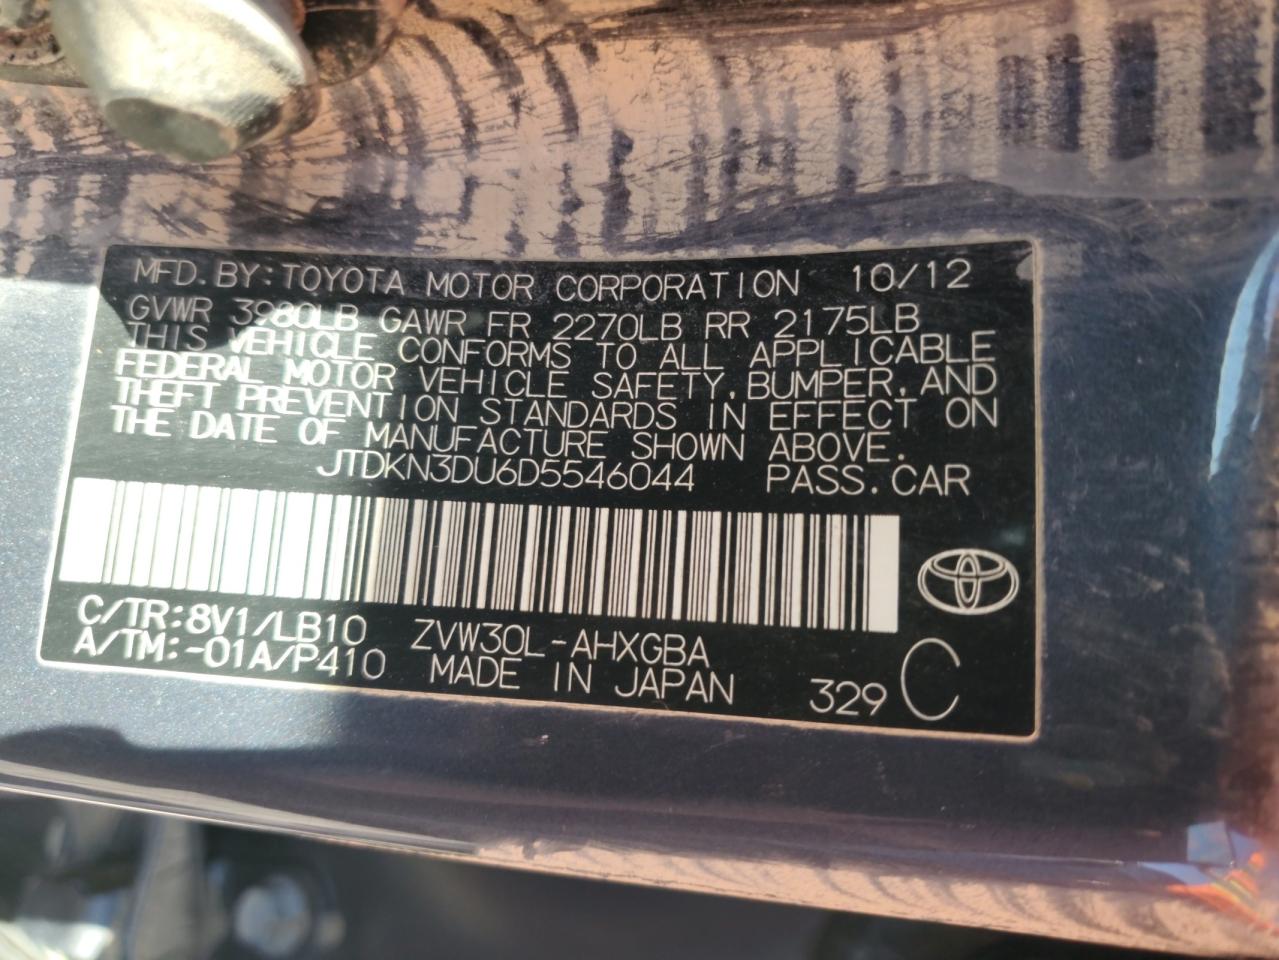 MFD. BY: TOYOTA MOTOR CORPORATION 10/12
GVWR 3980LB GAWR FR 2270LB RR 2175LB
THIS VEHICLE CONFORMS TO ALL APPLICABLE
FEDERAL MOTOR VEHICLE SAFETY, BUMPER, AND
THEFT PREVENTION STANDARDS IN EFFECT ON
THE DATE OF MANUFACTURE SHOWN ABOVE.
JTDKN3DU6D5546044 PASS. CAR
C/TR:8V1/LB10 ZVW30L-AHXGBA
A/TM:-01A/P410 MADE IN JAPAN 329 C